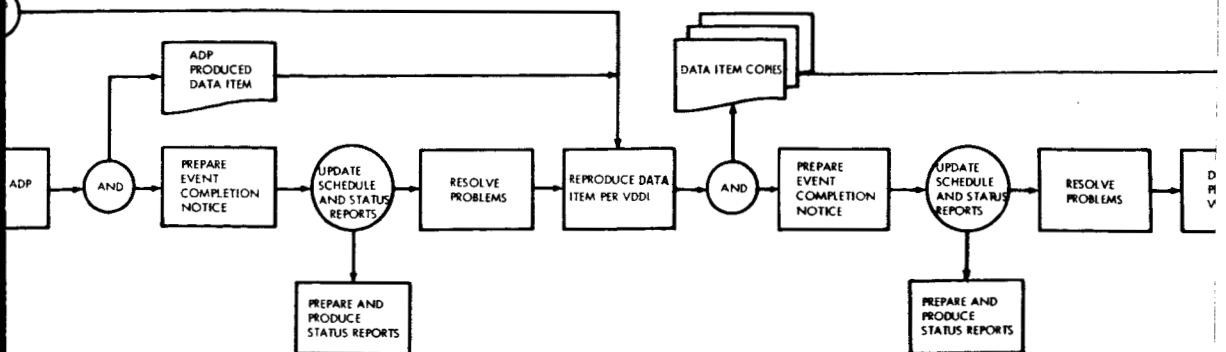 ADP
PRODUCED
DATA ITEM
DATA ITEM COPIES
ADP
AND
PREPARE
EVENT
COMPLETION
NOTICE
UPDATE
SCHEDULE
AND STATUS
REPORTS
RESOLVE
PROBLEMS
REPRODUCE DATA
ITEM PER VDDI
AND
PREPARE
EVENT
COMPLETION
NOTICE
UPDATE
SCHEDULE
AND STATUS
REPORTS
RESOLVE
PROBLEMS
PREPARE AND
PRODUCE
STATUS REPORTS
PREPARE AND
PRODUCE
STATUS REPORTS